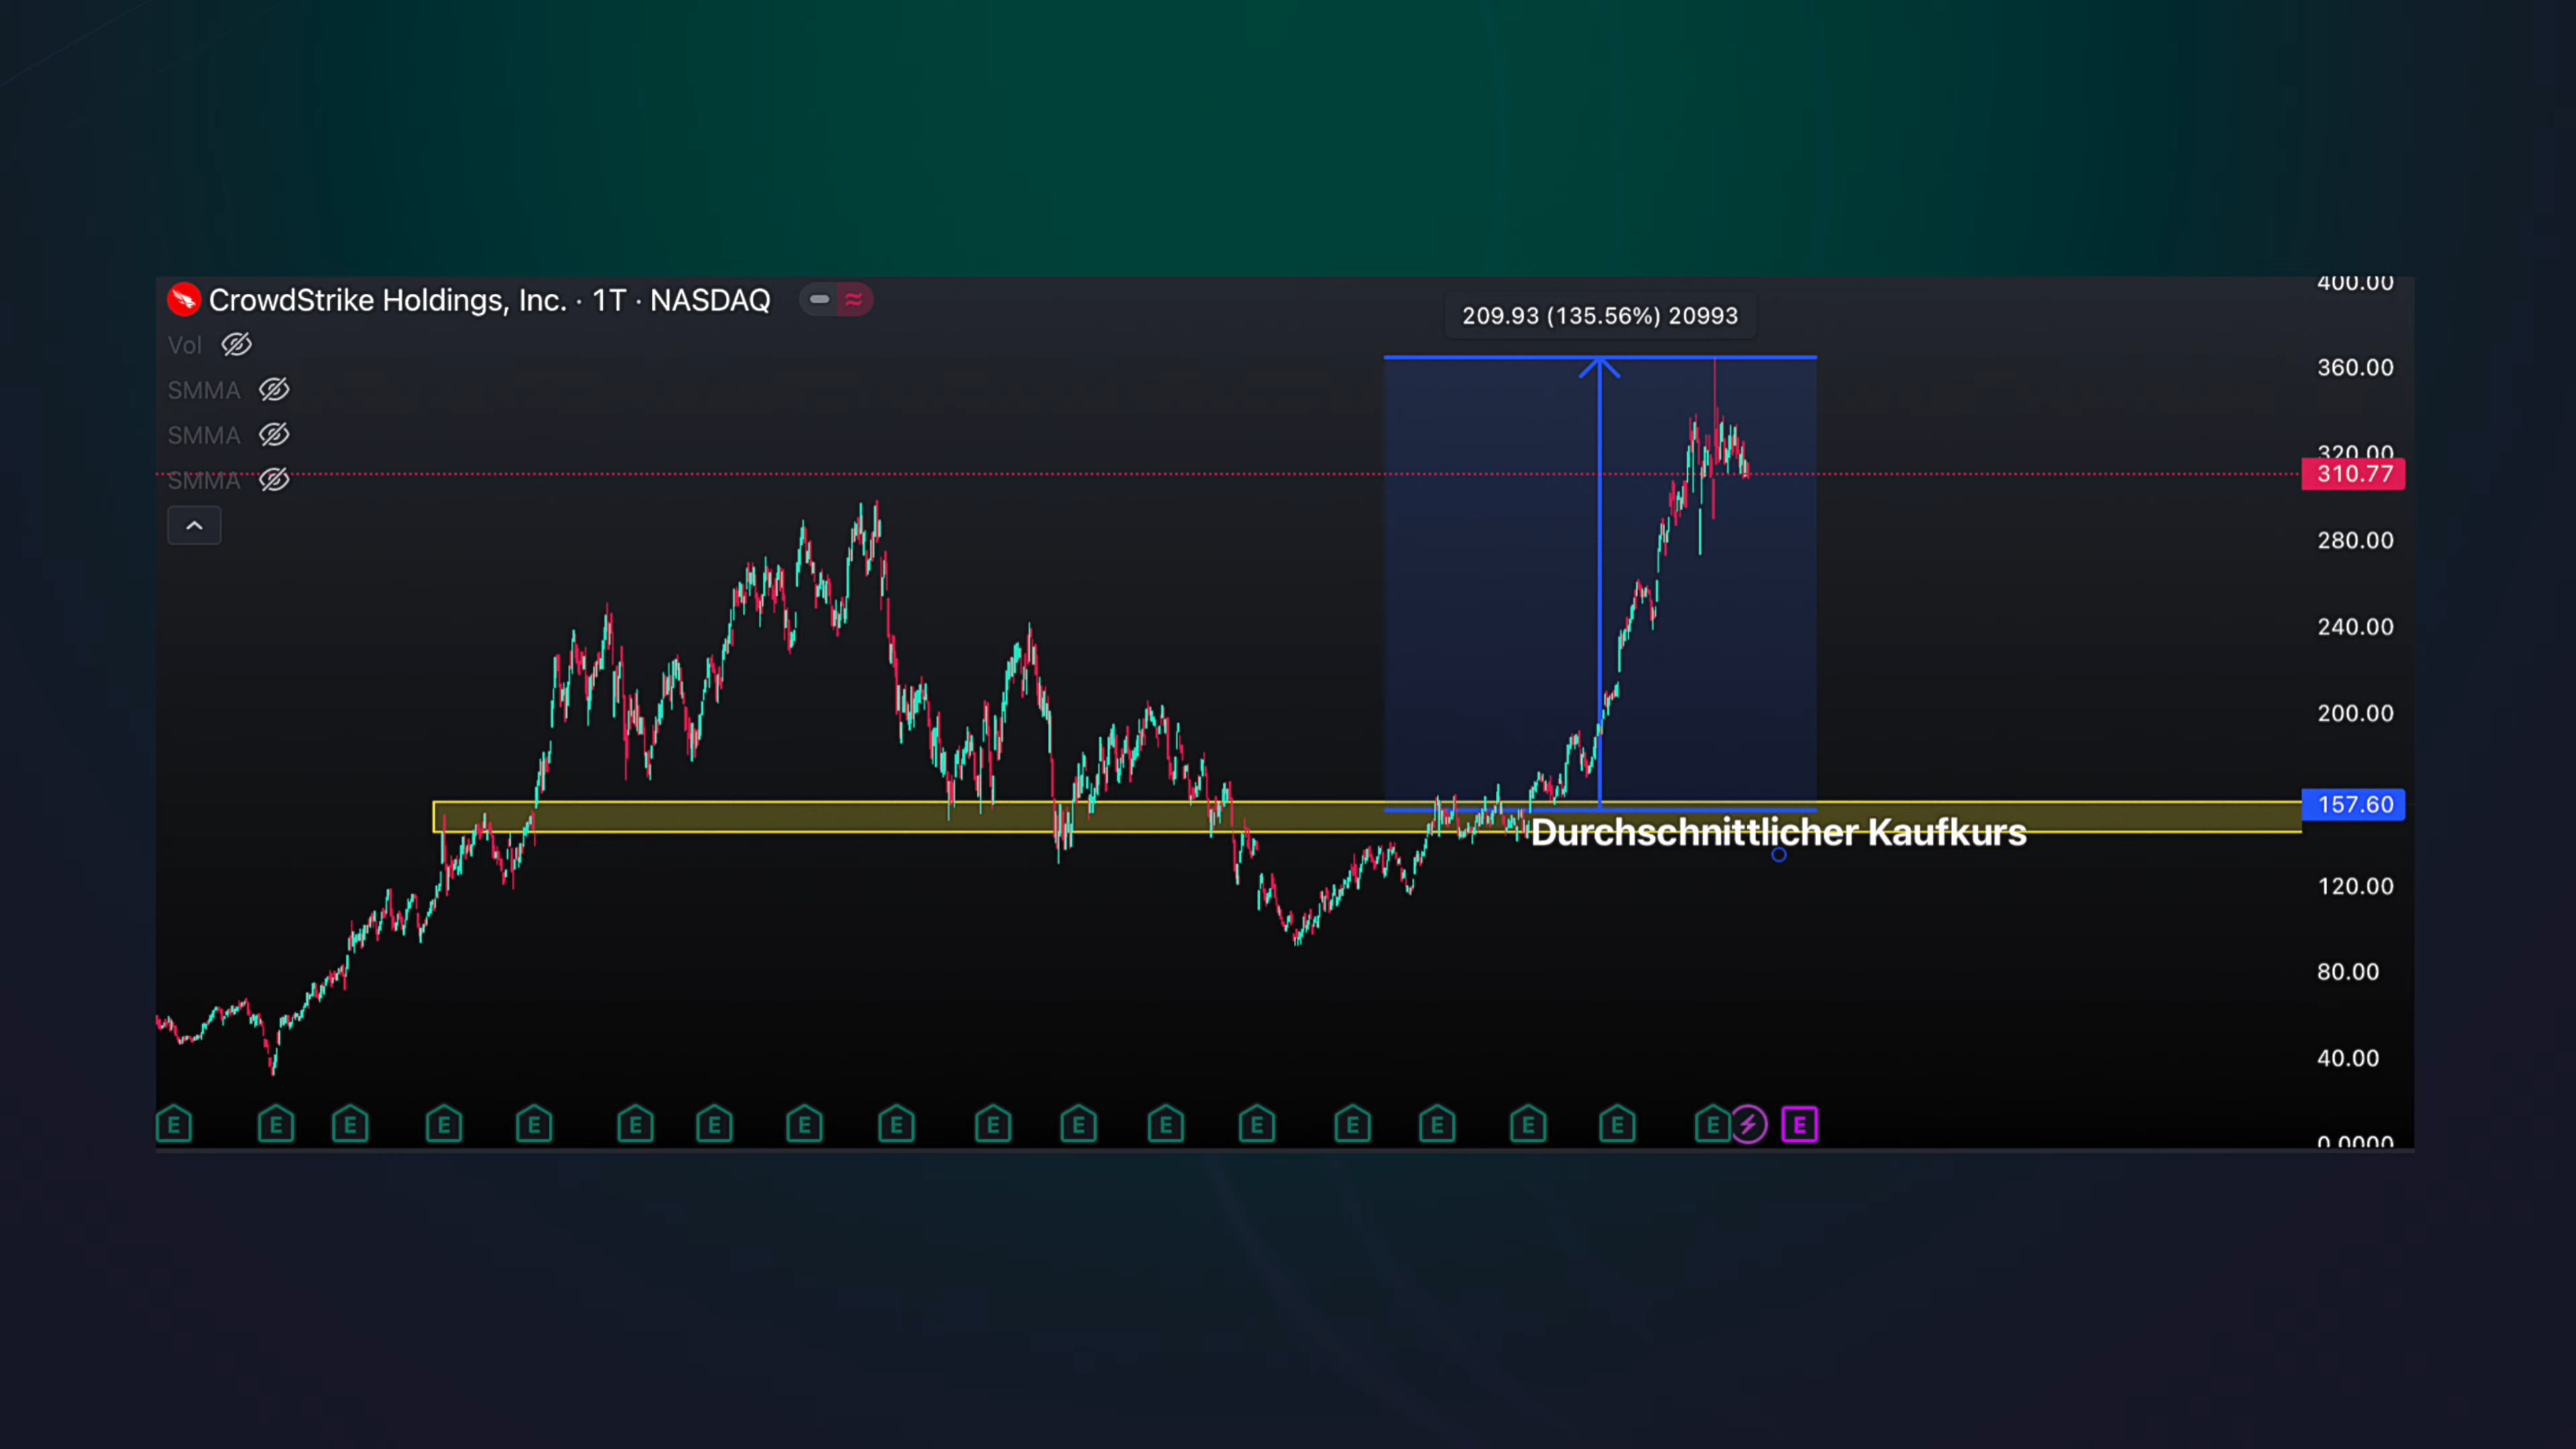 CrowdStrike Holdings, Inc. · 1T · NASDAQ
Vol
SMMA
SMMA
SMMA
209.93 (135.56%) 20993
400.00
360.00
320.00
310.77
280.00
240.00
200.00
157.60
Durchschnittlicher Kaufkurs
120.00
80.00
40.00
E E E E E E E E E E E E E E E E E E E
0.0000